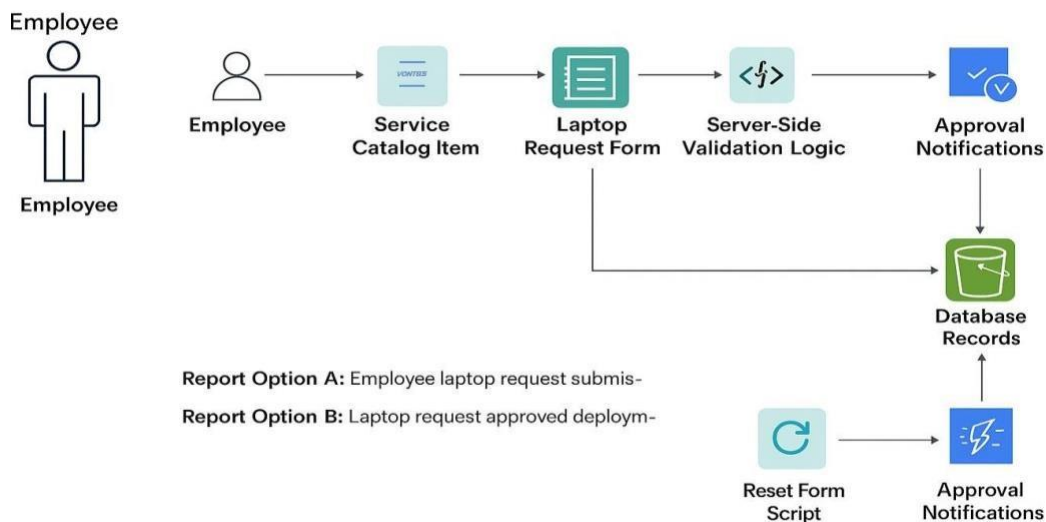 Employee
Employee
Employee
Service
Catalog Item
Laptop
Request Form
Server-Side
Validation Logic
Approval
Notifications
Database
Records
Report Option A: Employee laptop request submis-
Report Option B: Laptop request approved deploym-
Reset Form
Script
Approval
Notifications